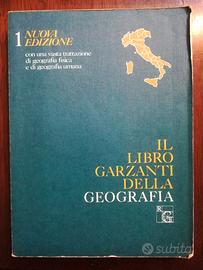 1 NUOVA
EDIZIONE
con una vasta trattazione
di geografia fisica
e di geografia umana
IL
LIBRO
GARZANTI
DELLA
GEOGRAFIA
subito